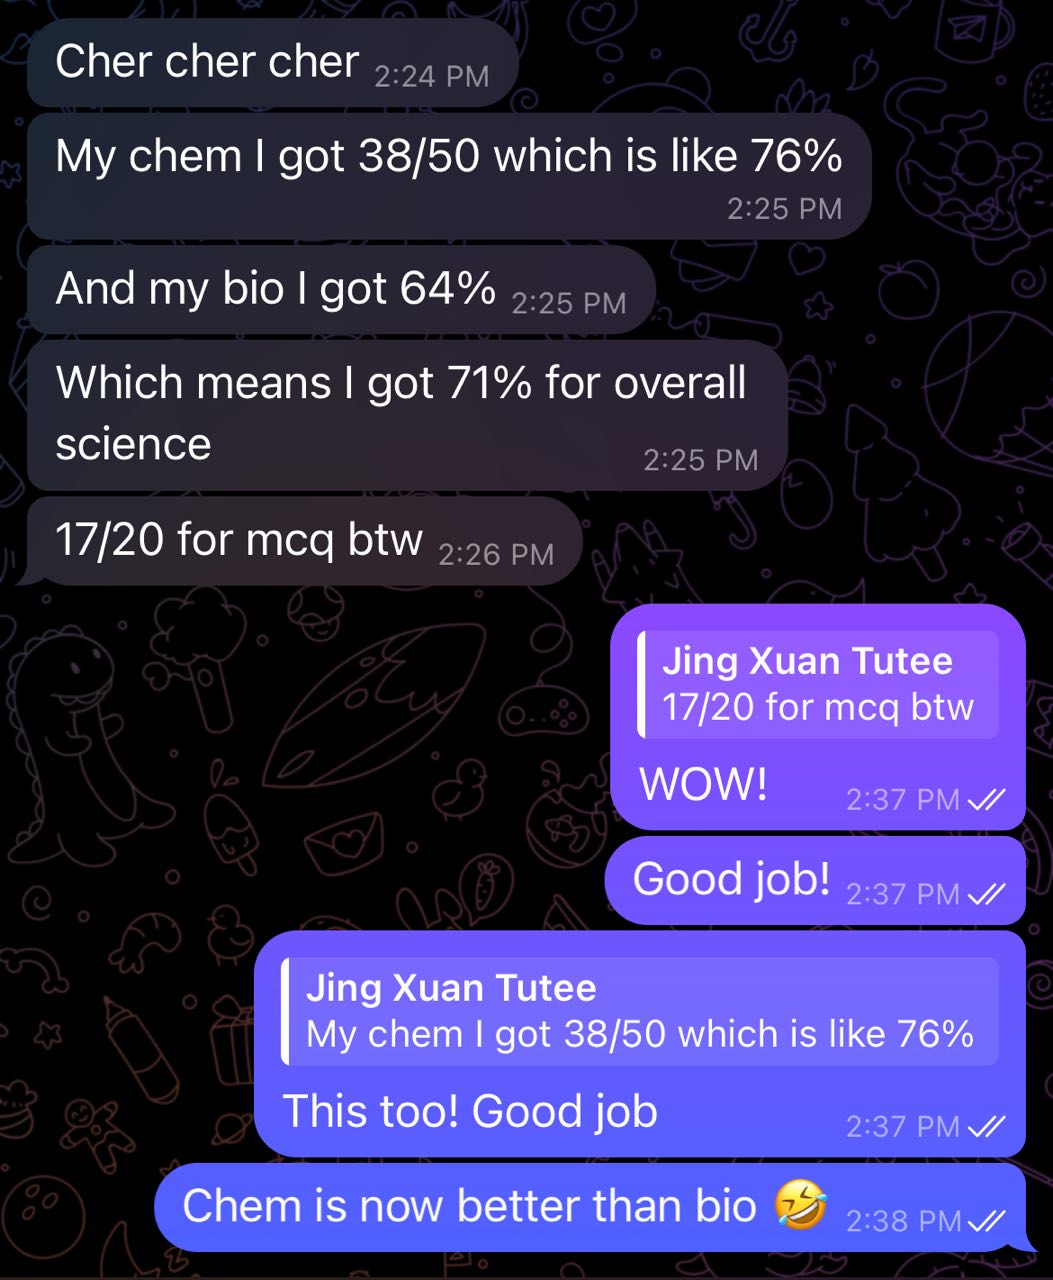 Cher cher cher 2:24 PM
My chem I got 38/50 which is like 76%
2:25 PM
And my bio I got 64% 2:25 PM
Which means I got 71% for overall
science 2:25 PM
17/20 for mcq btw 2:26 PM
Jing Xuan Tutee
17/20 for mcq btw
WOW! 2:37 PM
Good job! 2:37 PM
Jing Xuan Tutee
My chem I got 38/50 which is like 76%
This too! Good job 2:37 PM
Chem is now better than bio 🤣 2:38 PM